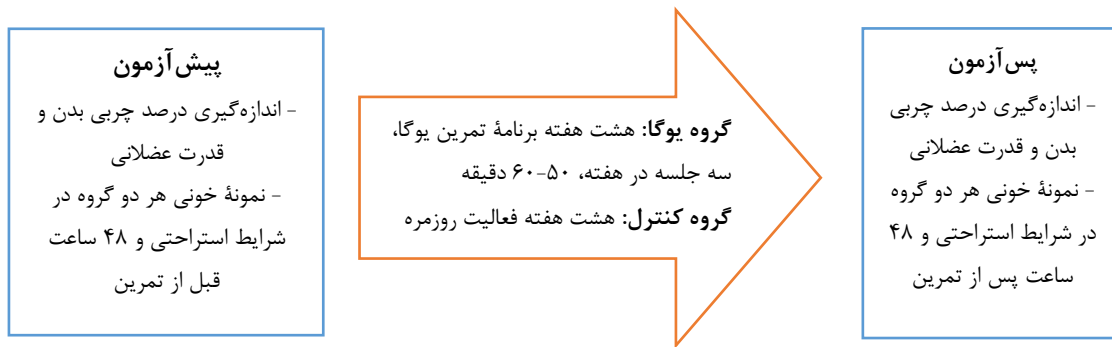 پیش‌آزمون
- اندازه‌گیری درصد چربی بدن و
قدرت عضلانی
- نمونهٔ خونی هر دو گروه در
شرایط استراحتی و ۴۸ ساعت
قبل از تمرین
گروه یوگا: هشت هفته برنامهٔ تمرین یوگا،
سه جلسه در هفته، ۵۰-۶۰ دقیقه
گروه کنترل: هشت هفته فعالیت روزمره
پس‌آزمون
- اندازه‌گیری درصد چربی
بدن و قدرت عضلانی
- نمونهٔ خونی هر دو گروه
در شرایط استراحتی و ۴۸
ساعت پس از تمرین